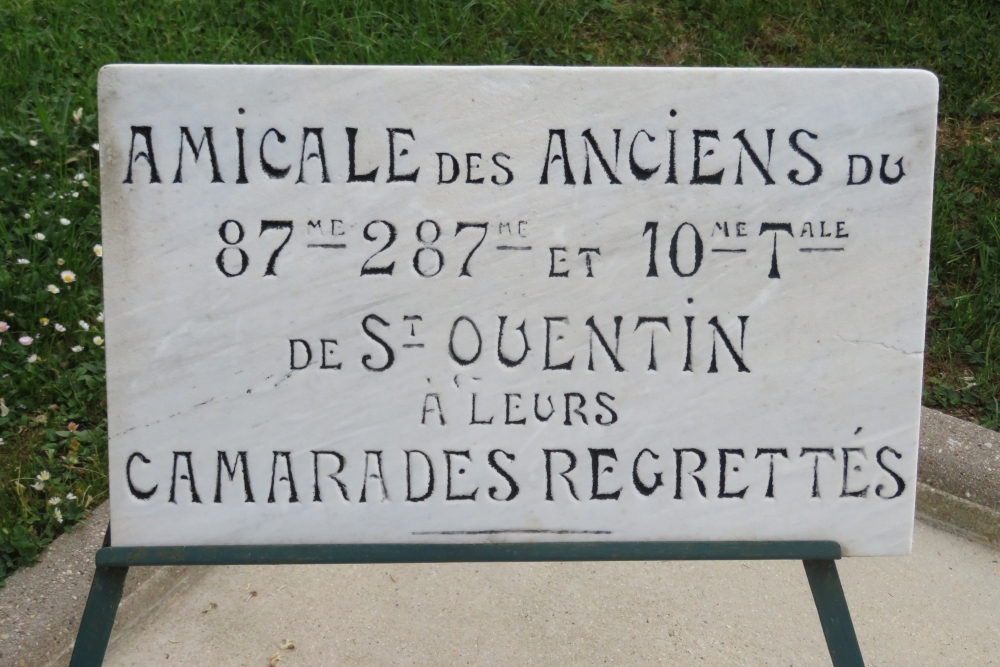 AMICALE DES ANCIENS DU
87ME 287ME ET 10ME TALE
DE ST QUENTIN
À LEURS
CAMARADES REGRETTÉS